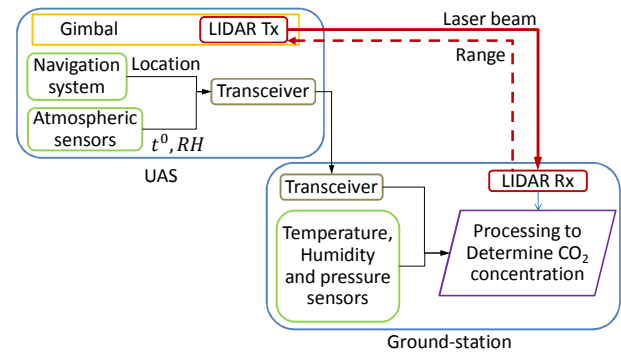 Gimbal
LIDAR Tx
Laser beam
Range
Navigation
system
Location
Transceiver
Atmospheric
sensors
t⁰, RH
UAS
Transceiver
LIDAR Rx
Temperature,
Humidity
and pressure
sensors
Processing to
Determine CO₂
concentration
Ground-station